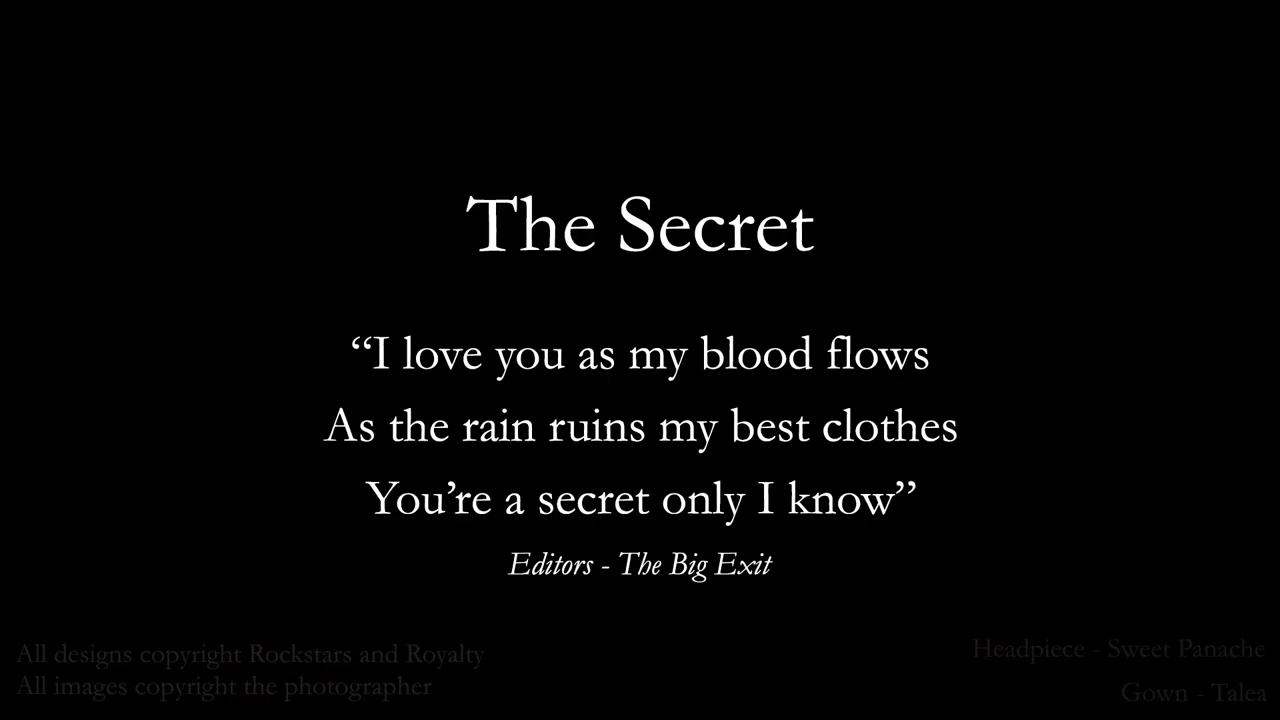 The Secret
“I love you as my blood flows
As the rain ruins my best clothes
You’re a secret only I know”
Editors - The Big Exit
All designs copyright Rockstars and Royalty
All images copyright the photographer
Headpiece - Sweet Panache
Gown - Talea